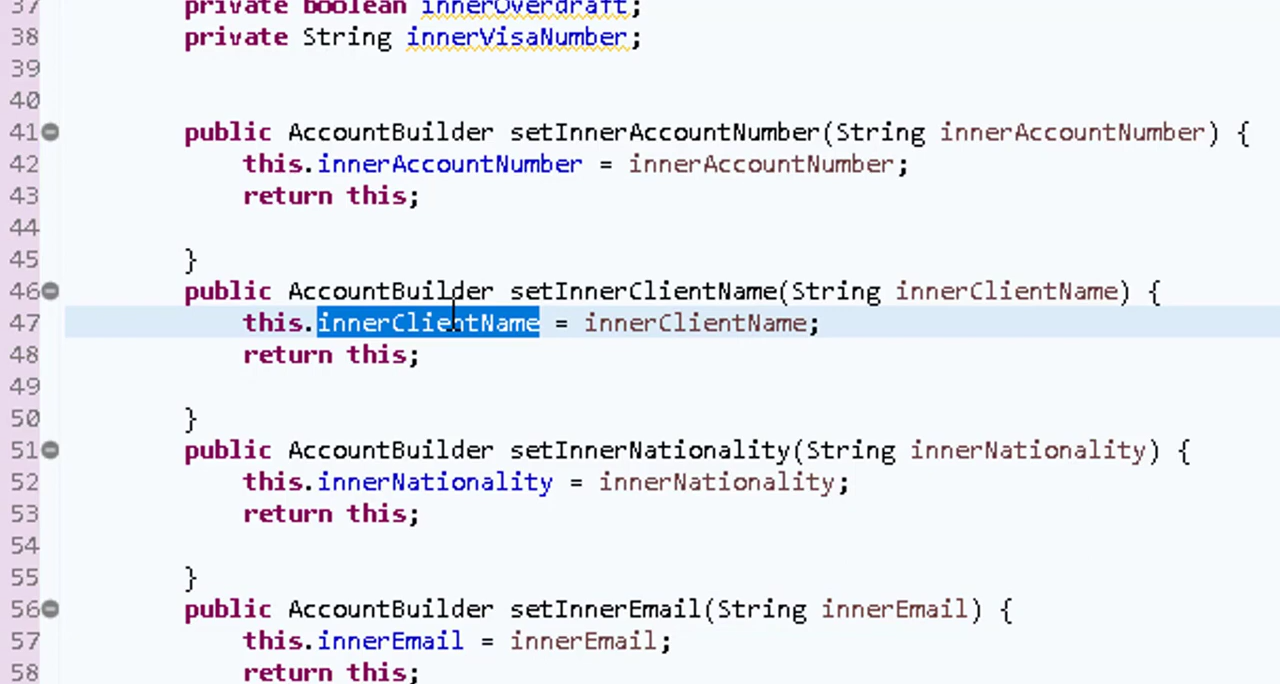 37 private boolean innerOverdraft;
38 private String innerVisaNumber;
39
40
41 public AccountBuilder setInnerAccountNumber(String innerAccountNumber) {
42 this.innerAccountNumber = innerAccountNumber;
43 return this;
44
45 }
46 public AccountBuilder setInnerClientName(String innerClientName) {
47 this.innerClientName = innerClientName;
48 return this;
49
50 }
51 public AccountBuilder setInnerNationality(String innerNationality) {
52 this.innerNationality = innerNationality;
53 return this;
54
55 }
56 public AccountBuilder setInnerEmail(String innerEmail) {
57 this.innerEmail = innerEmail;
58 return this;